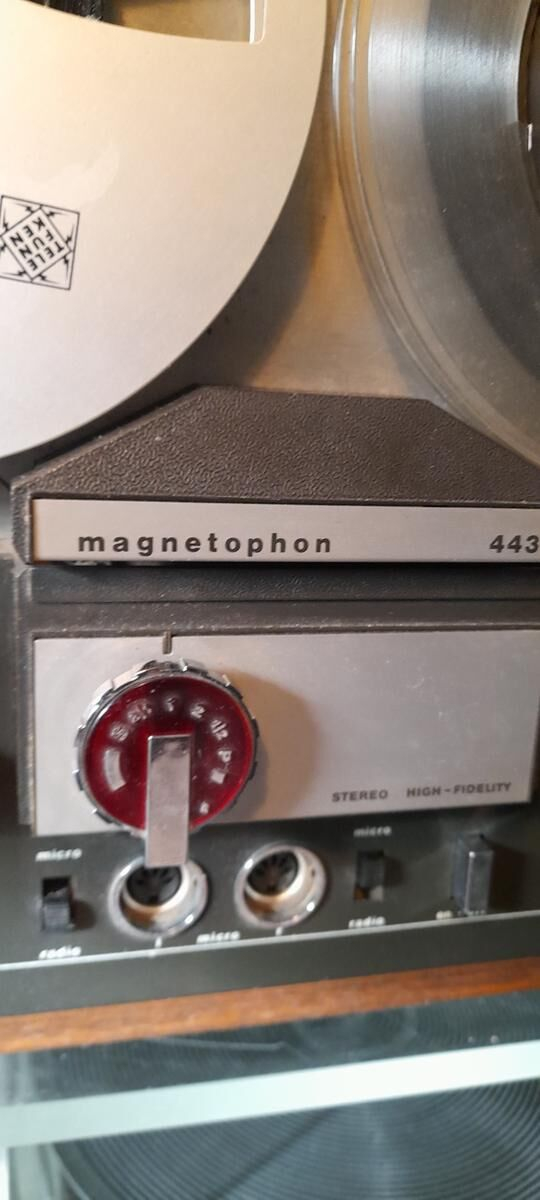 TELE
FUN
KEN
magnetophon 443
STEREO HIGH-FIDELITY
micro
micro
radio
micro
radio